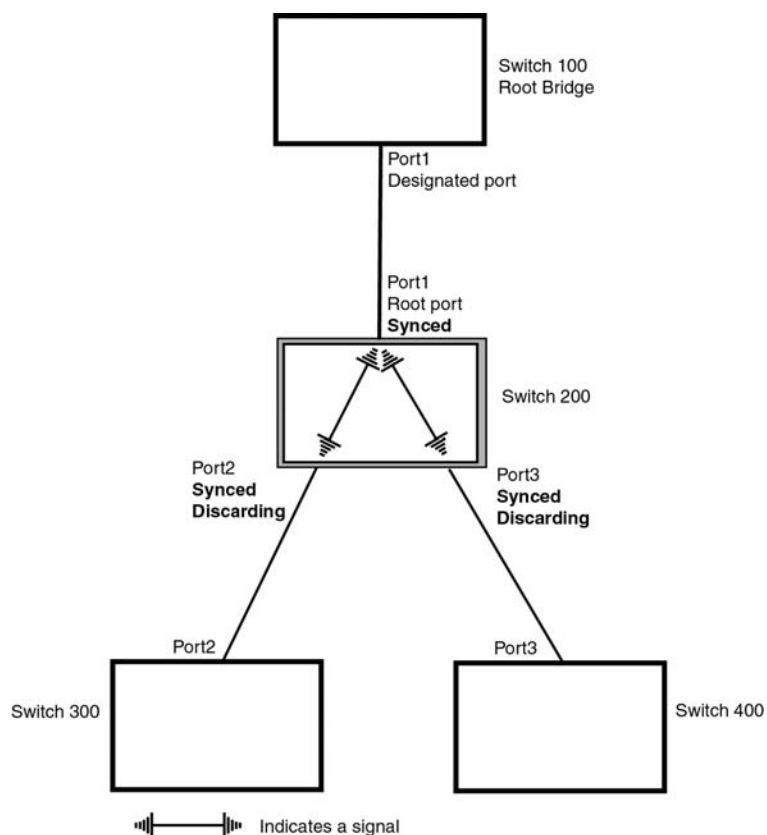 Switch 100
Root Bridge
Port1
Designated port
Port1
Root port
Synced
Switch 200
Port2
Synced
Discarding
Port3
Synced
Discarding
Port2
Port3
Switch 300
Switch 400
Indicates a signal